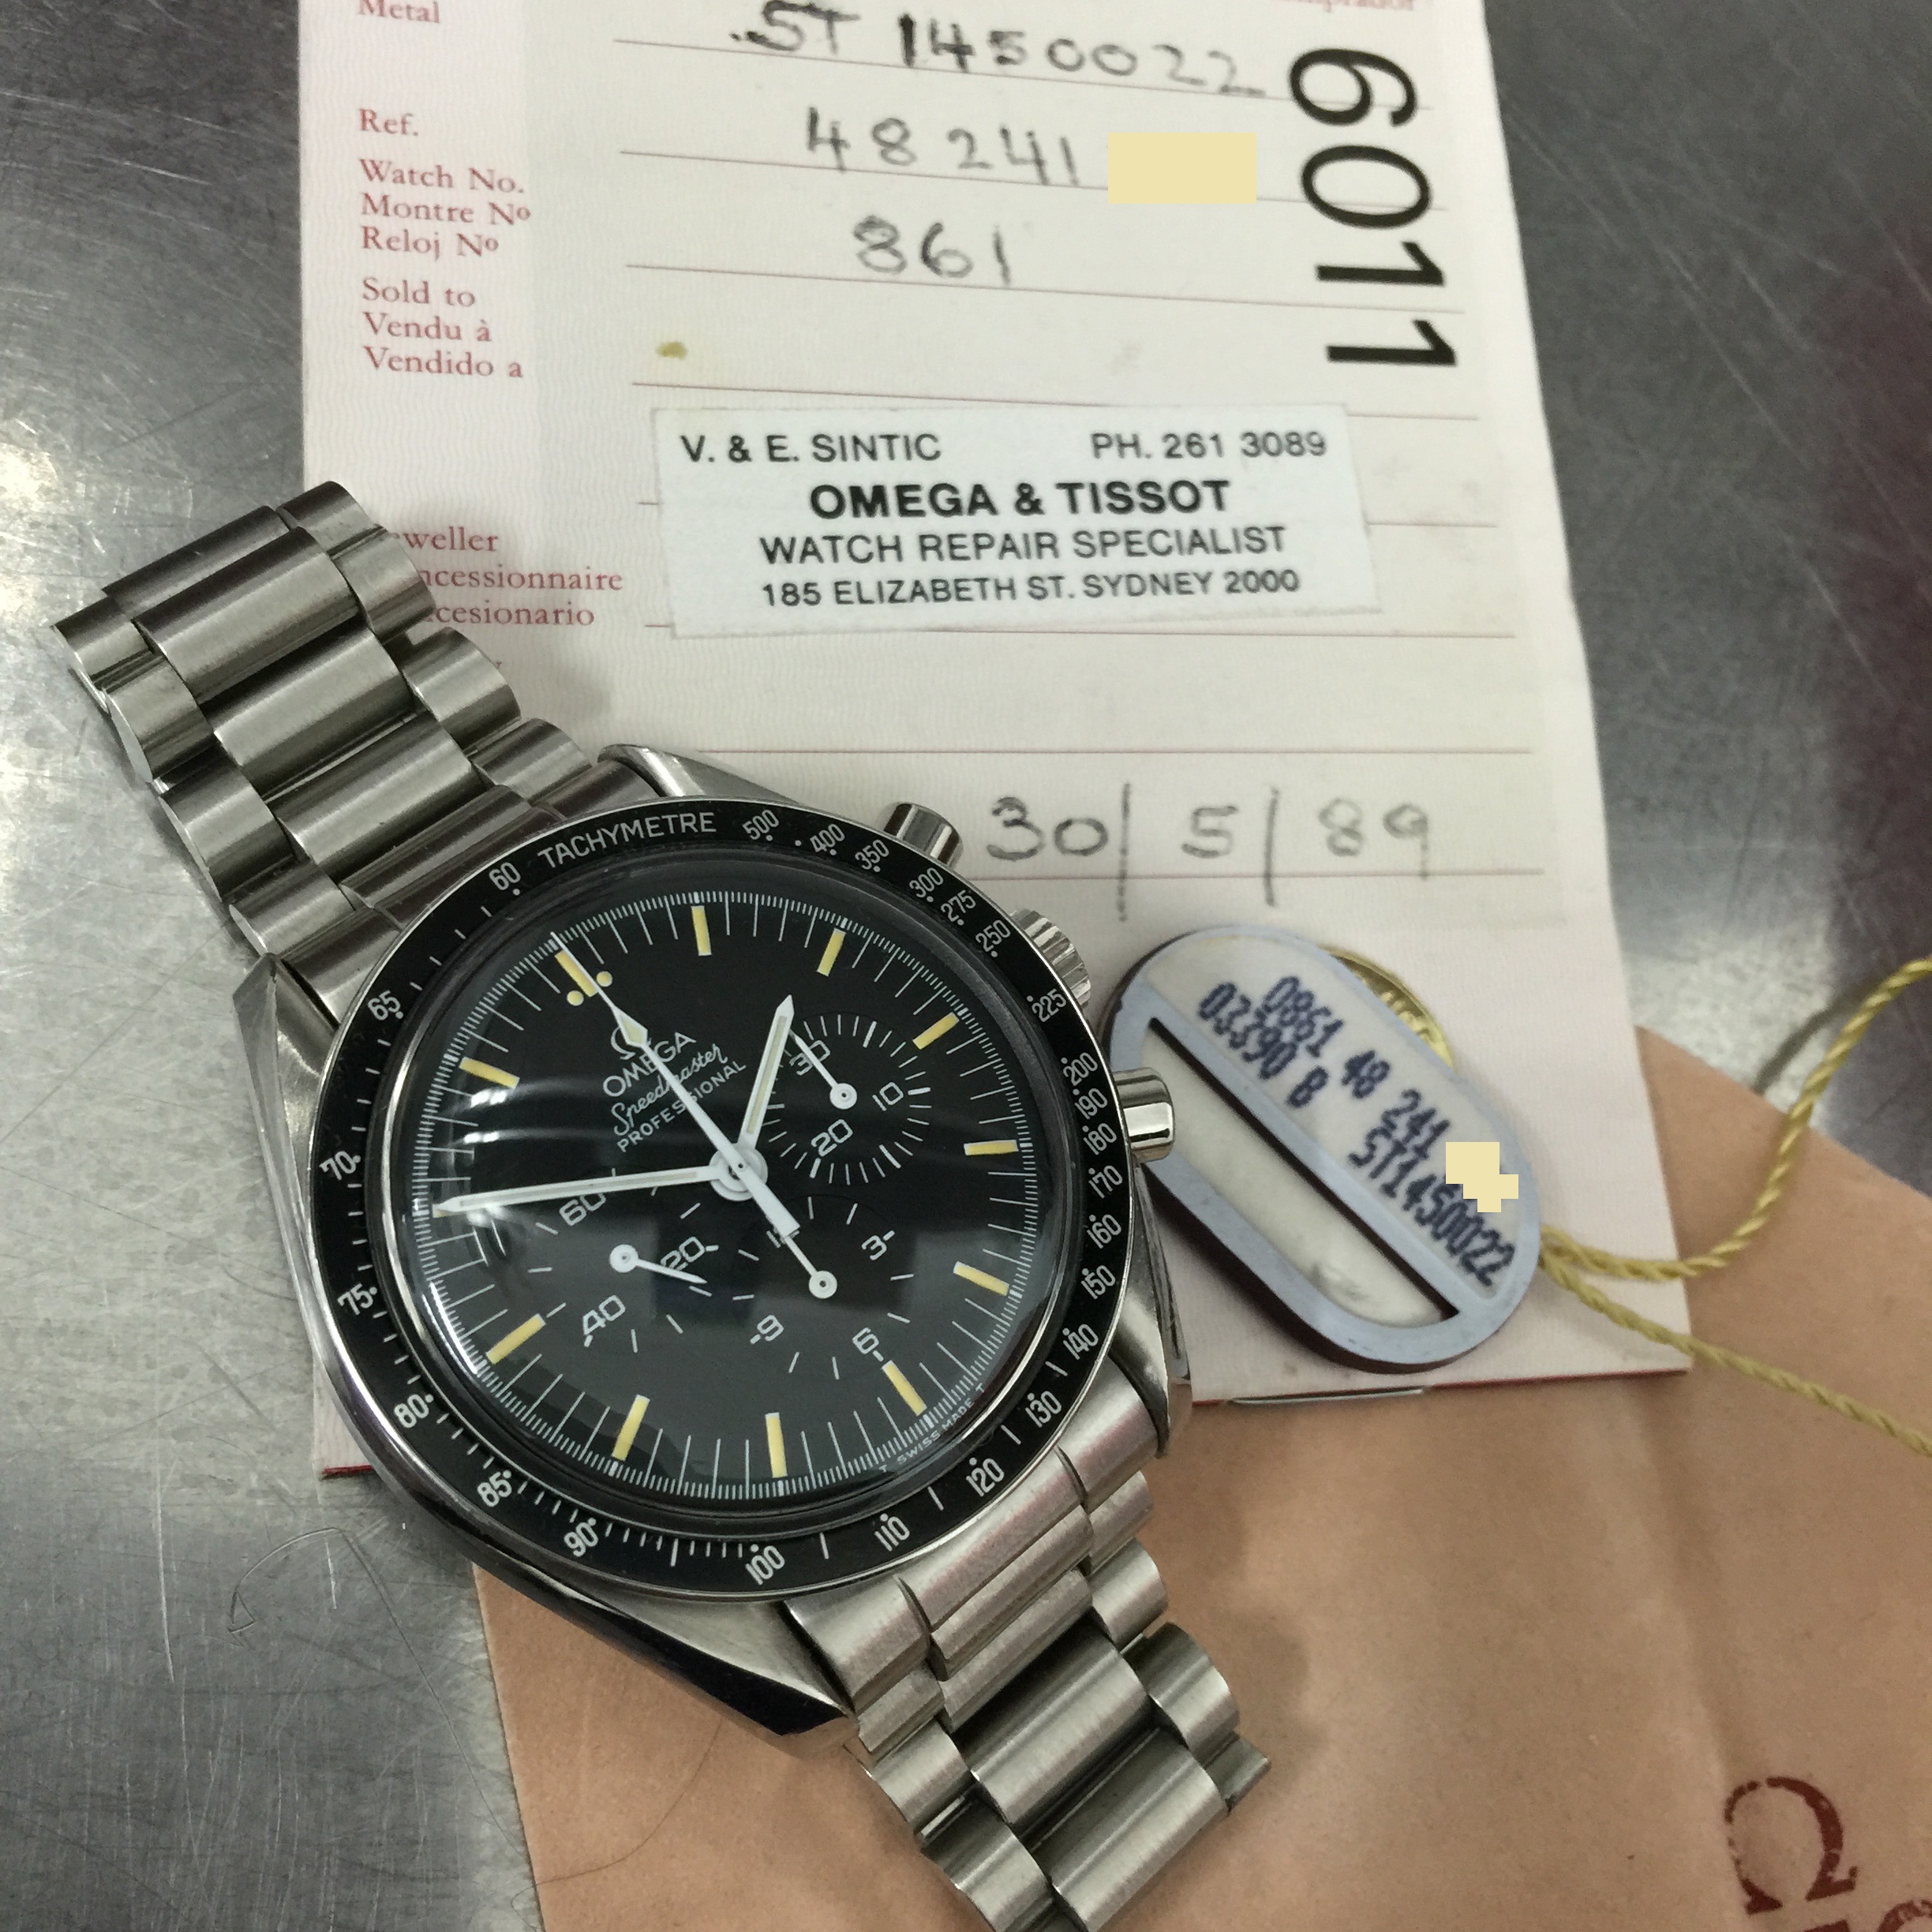 Metal
ST 1450022
6011
Ref.
48241
Watch No.
Montre Nº
Reloj Nº
861
Sold to
Vendu à
Vendido a
V. & E. SINTIC PH. 261 3089
OMEGA & TISSOT
WATCH REPAIR SPECIALIST
185 ELIZABETH ST. SYDNEY 2000
eweller
ncessionnaire
cesionario
30/5/89
60 TACHYMETRE 500 400 350 300 275 250 225 200 190 180 170 160 150 140 130 120 110 100 90 85 80 75 70 65
OMEGA
Speedmaster
PROFESSIONAL
30 10 20
60 20 40
12 3 6 9
T SWISS MADE T
0861 48 241
03390 8 ST1450022
Ω